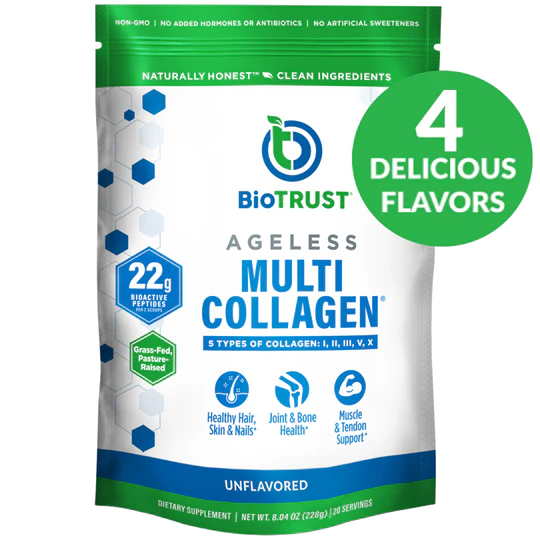 NON-GMO | NO ADDED HORMONES OR ANTIBIOTICS | NO ARTIFICIAL SWEETENERS
NATURALLY HONEST™ CLEAN INGREDIENTS
4
DELICIOUS
FLAVORS
BiOTRUST®
AGELESS
MULTI
COLLAGEN®
5 TYPES OF COLLAGEN: I, II, III, V, X
22g
BIOACTIVE
PEPTIDES
PER 2 SCOOPS
Grass-Fed,
Pasture-
Raised
Healthy Hair,
Skin & Nails*
Joint & Bone
Health*
Muscle
& Tendon
Support*
UNFLAVORED
DIETARY SUPPLEMENT | NET WT. 8.04 OZ (228g) | 20 SERVINGS